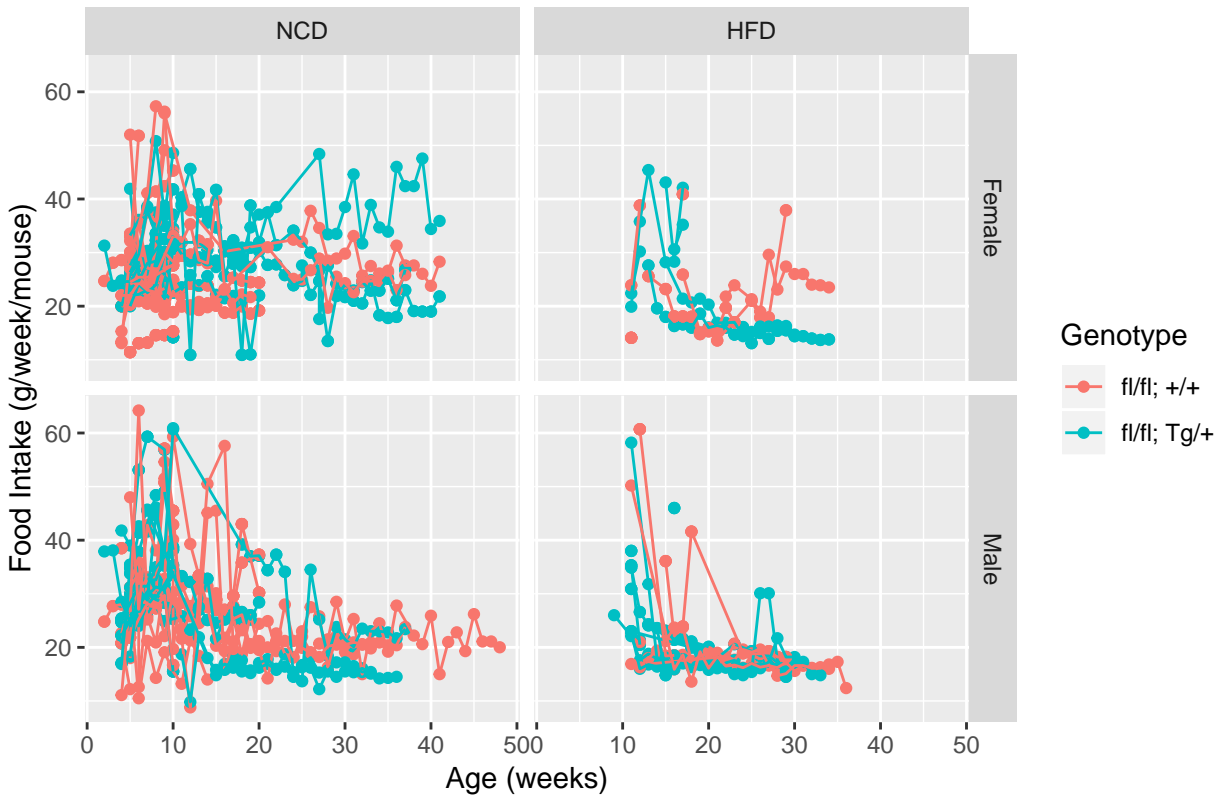 NCD HFD
60
40
20
Female
60
40
20
Male
0 10 20 30 40 50 0 10 20 30 40 50
Age (weeks)
Food Intake (g/week/mouse)
Genotype
fl/fl; +/+
fl/fl; Tg/+